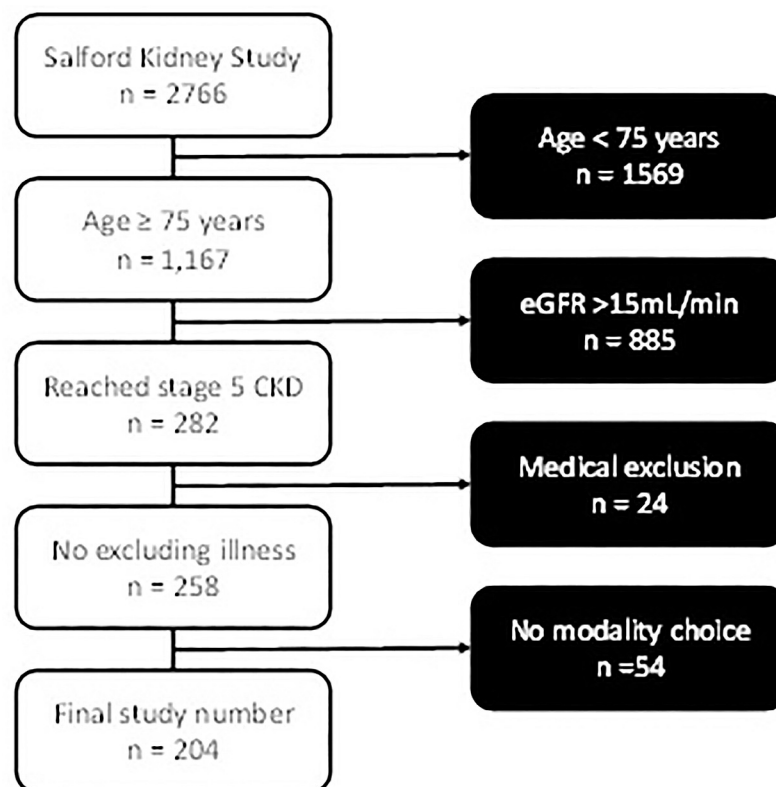 Salford Kidney Study
n = 2766
Age < 75 years
n = 1569
Age ≥ 75 years
n = 1,167
eGFR >15mL/min
n = 885
Reached stage 5 CKD
n = 282
Medical exclusion
n = 24
No excluding illness
n = 258
No modality choice
n =54
Final study number
n = 204